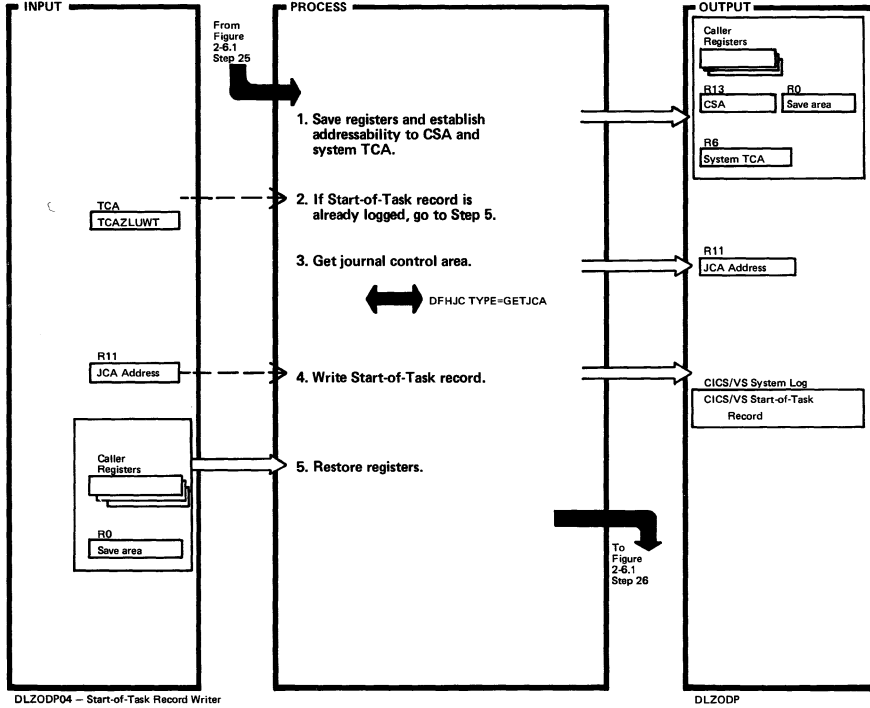 INPUT
PROCESS
OUTPUT
From
Figure
2-6.1
Step 25
Caller
Registers
R13
CSA
R0
Save area
R6
System TCA
1. Save registers and establish
addressability to CSA and
system TCA.
TCA
TCAZLUWT
2. If Start-of-Task record is
already logged, go to Step 5.
3. Get journal control area.
R11
JCA Address
DFHJC TYPE=GETJCA
R11
JCA Address
4. Write Start-of-Task record.
CICS/VS System Log
CICS/VS Start-of-Task
Record
Caller
Registers
R0
Save area
5. Restore registers.
To
Figure
2-6.1
Step 26
DLZODP04 – Start-of-Task Record Writer
DLZODP